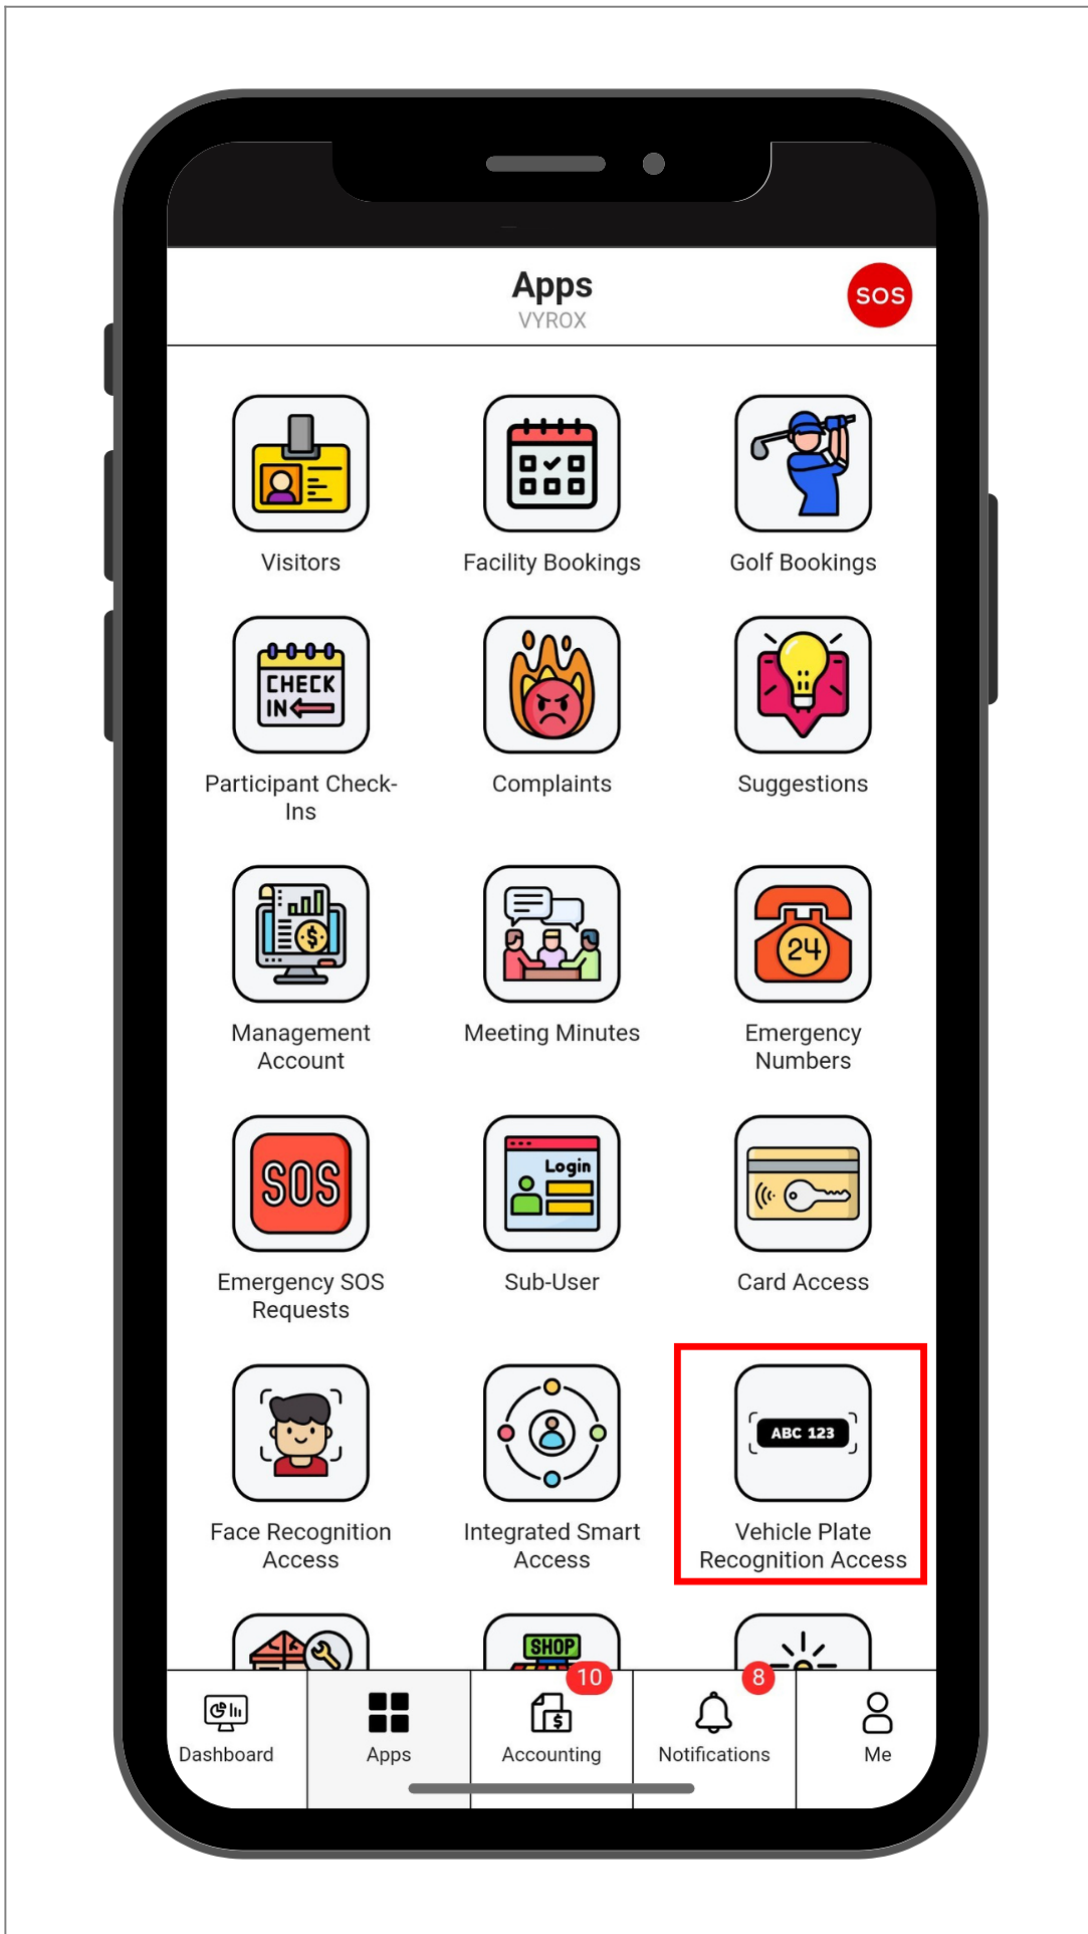 Apps
VYROX
SOS
Visitors
Facility Bookings
Golf Bookings
CHECK
IN
Participant Check-
Ins
Complaints
Suggestions
Management
Account
Meeting Minutes
24
Emergency
Numbers
SOS
Emergency SOS
Requests
Login
Sub-User
Card Access
Face Recognition
Access
Integrated Smart
Access
ABC 123
Vehicle Plate
Recognition Access
SHOP
10
8
Dashboard
Apps
Accounting
Notifications
Me